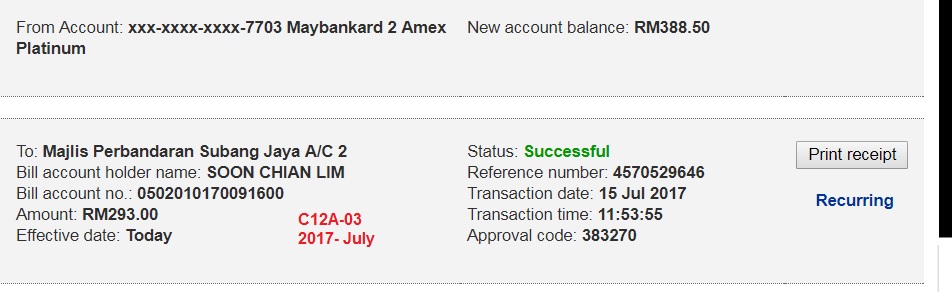 From Account: xxx-xxxx-xxxx-7703 Maybankard 2 Amex
Platinum
New account balance: RM388.50
To: Majlis Perbandaran Subang Jaya A/C 2
Bill account holder name: SOON CHIAN LIM
Bill account no.: 0502010170091600
Amount: RM293.00
Effective date: Today
C12A-03
2017- July
Status: Successful
Reference number: 4570529646
Transaction date: 15 Jul 2017
Transaction time: 11:53:55
Approval code: 383270
Print receipt
Recurring